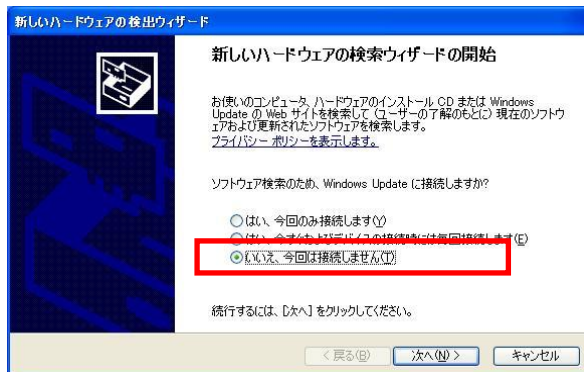 新しいハードウェアの検出ウィザード
新しいハードウェアの検索ウィザードの開始
お使いのコンピュータ、ハードウェアのインストール CD または Windows
Update の Web サイトを検索して (ユーザーの了解のもとに) 現在のソフトウ
ェアおよび更新されたソフトウェアを検索します。
プライバシー ポリシーを表示します。
ソフトウェア検索のため、Windows Update に接続しますか?
はい、今回のみ接続します(Y)
はい、今すぐおよびデバイスの接続時には毎回接続します(E)
いいえ、今回は接続しません(T)
続行するには、[次へ] をクリックしてください。
< 戻る(B)
次へ(N) >
キャンセル